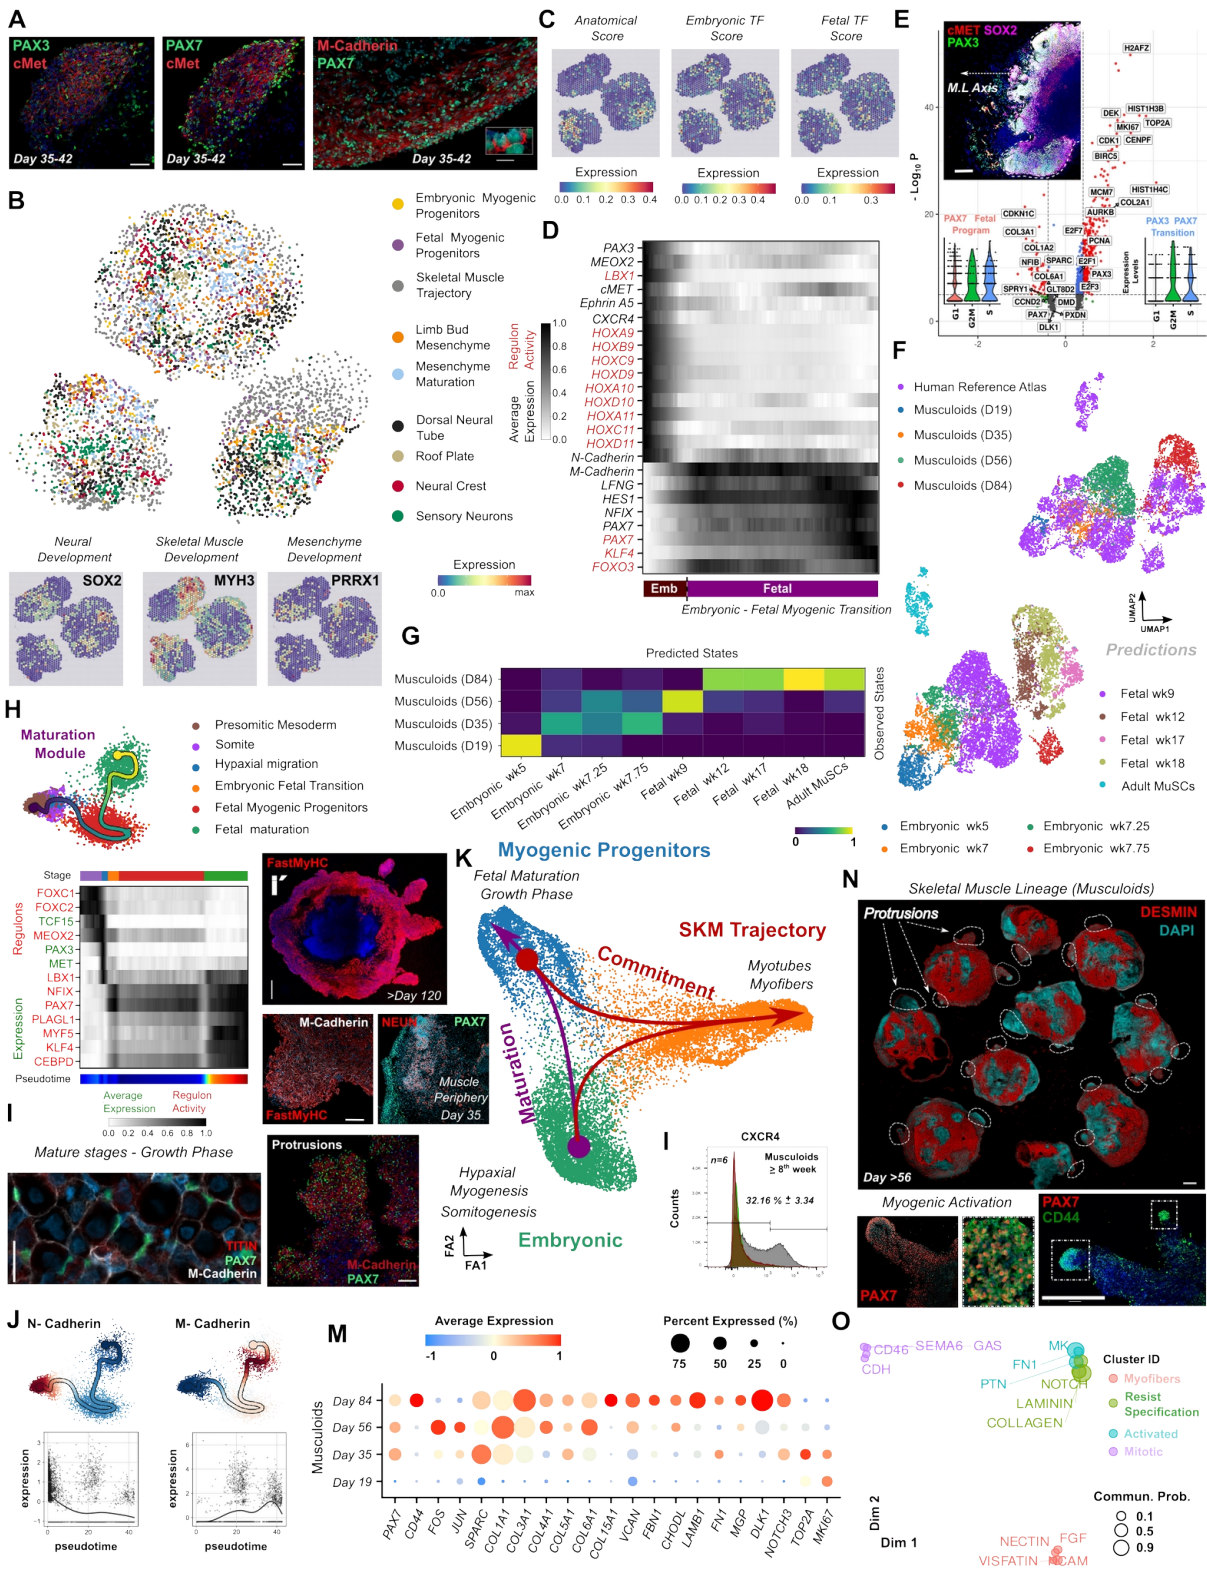 A
PAX3
cMet
Day 35-42
PAX7
cMet
M-Cadherin
PAX7
Day 35-42
B
Embryonic Myogenic
Progenitors
Fetal Myogenic
Progenitors
Skeletal Muscle
Trajectory
Limb Bud
Mesenchyme
Mesenchyme
Maturation
Dorsal Neural
Tube
Roof Plate
Neural Crest
Sensory Neurons
Neural
Development
Skeletal Muscle
Development
Mesenchyme
Development
SOX2
MYH3
PRRX1
Expression
0.0
max
C
Anatomical
Score
Embryonic TF
Score
Fetal TF
Score
Expression
0.0 0.1 0.2 0.3 0.4
Expression
0.0 0.1 0.2 0.3 0.4
Expression
0.0
0.3
D
PAX3
MEOX2
LBX1
cMET
Ephrin A5
CXCR4
HOXA9
HOXB9
HOXC9
HOXD9
HOXA10
HOXD10
HOXA11
HOXC11
HOXD11
N-Cadherin
M-Cadherin
LFNG
HES1
NFIX
PAX7
PAX7
KLF4
FOXO3
Regulon
Activity
Average
Expression
1.0
0.8
0.6
0.4
0.2
0.0
Emb
Fetal
Embryonic - Fetal Myogenic Transition
E
cMET SOX2
PAX3
M.L Axis
- Log10 P
40
20
0
-2
0
2
H2AFZ
DEK
HIST1H3B
MKI67
TOP2A
CDK1
CENPF
BIRC5
MCM7
HIST1H4C
COL2A1
AURKB
CDKN1C
COL3A1
E2F7
COL1A2
PCNA
NFIB
SPARC
E2F1
COL6A1
PAX3
SPRY1
GLT8D2
E2F3
CCND2
DMD
PAX7
PXDN
DLK1
PAX7 Fetal
Program
G1
G2M
S
PAX3 PAX7
Transition
Expression
Levels
G1
G2M
S
F
Human Reference Atlas
Musculoids (D19)
Musculoids (D35)
Musculoids (D56)
Musculoids (D84)
UMAP2
UMAP1
Predictions
Fetal wk9
Fetal wk12
Fetal wk17
Fetal wk18
Adult MuSCs
Embryonic wk5
Embryonic wk7.25
Embryonic wk7
Embryonic wk7.75
G
Predicted States
Musculoids (D84)
Musculoids (D56)
Musculoids (D35)
Musculoids (D19)
Observed States
Embryonic wk5
Embryonic wk7
Embryonic wk7.25
Embryonic wk7.75
Fetal wk9
Fetal wk12
Fetal wk17
Fetal wk18
Adult MuSCs
0
1
H
Maturation
Module
Presomitic Mesoderm
Somite
Hypaxial migration
Embryonic Fetal Transition
Fetal Myogenic Progenitors
Fetal maturation
Stage
FOXC1
FOXC2
TCF15
MEOX2
PAX3
MET
LBX1
NFIX
PAX7
PLAGL1
MYF5
KLF4
CEBPD
Regulons
Expression
Pseudotime
Average
Expression
Regulon
Activity
0.0 0.2 0.4 0.6 0.8 1.0
I
Mature stages - Growth Phase
TITIN
PAX7
M-Cadherin
FastMyHC
I'
>Day 120
M-Cadherin
FastMyHC
NEUN
PAX7
Muscle
Periphery
Day 35
Protrusions
M-Cadherin
PAX7
J
N- Cadherin
M- Cadherin
expression
3
2
1
0
-1
0
20
40
pseudotime
expression
6
4
2
0
0
20
40
pseudotime
K
Myogenic Progenitors
Fetal Maturation
Growth Phase
SKM Trajectory
Commitment
Myotubes
Myofibers
Maturation
Hypaxial
Myogenesis
Somitogenesis
Embryonic
FA2
FA1
I
CXCR4
n=6
Musculoids
≥ 8th week
32.16 % ± 3.34
Counts
M
Average Expression
-1
0
1
Percent Expressed (%)
75
50
25
0
Musculoids
Day 84
Day 56
Day 35
Day 19
PAX7
CD44
FOS
JUN
SPARC
COL1A1
COL3A1
COL4A1
COL5A1
COL6A1
COL15A1
VCAN
FBN1
CHODL
LAMB1
FN1
MGP
DLK1
NOTCH3
TOP2A
MKI67
N
Skeletal Muscle Lineage (Musculoids)
Protrusions
DESMIN
DAPI
Day >56
Myogenic Activation
PAX7
PAX7
CD44
O
CD46
SEMA6
GAS
CDH
MK
FN1
PTN
NOTCH
LAMININ
COLLAGEN
Cluster ID
Myofibers
Resist
Specification
Activated
Mitotic
Commun. Prob.
0.1
0.5
0.9
Dim 2
Dim 1
NECTIN
FGF
VISFATIN
NCAM